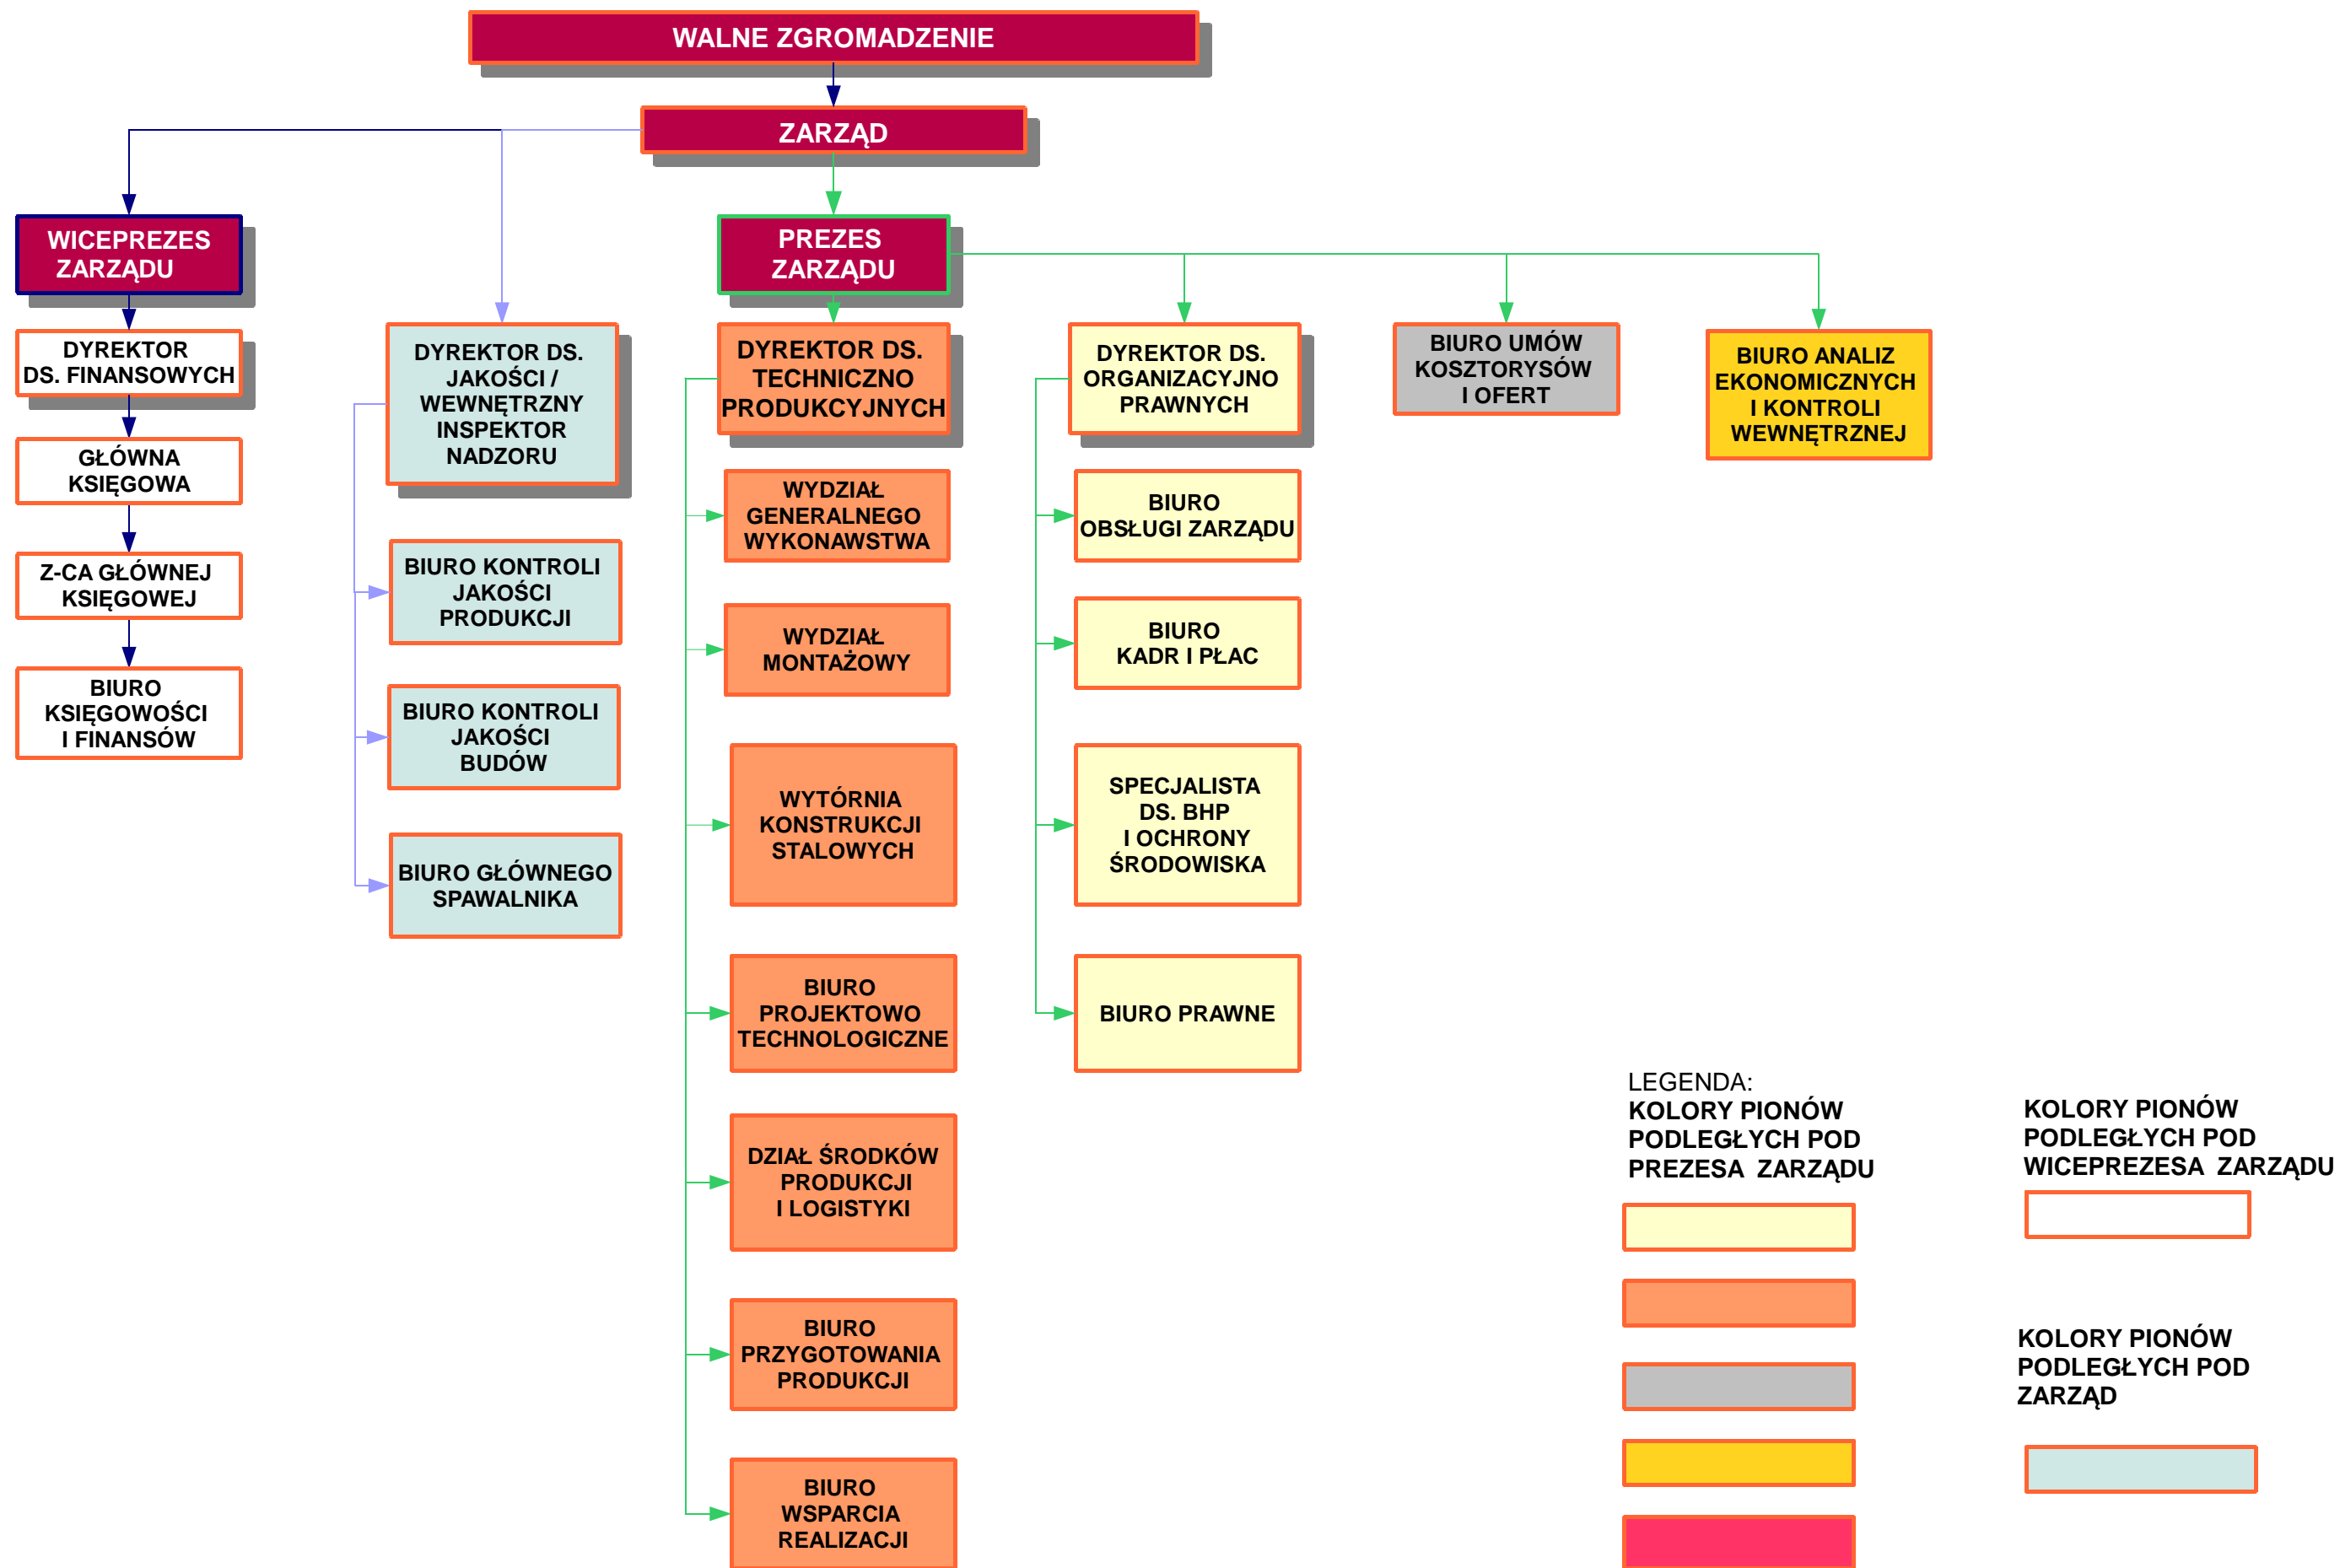 WALNE ZGROMADZENIE
ZARZĄD
WICEPREZES
ZARZĄDU
PREZES
ZARZĄDU
DYREKTOR
DS. FINANSOWYCH
GŁÓWNA
KSIĘGOWA
Z-CA GŁÓWNEJ
KSIĘGOWEJ
BIURO
KSIĘGOWOŚCI
I FINANSÓW
DYREKTOR DS.
JAKOŚCI /
WEWNĘTRZNY
INSPEKTOR
NADZORU
BIURO KONTROLI
JAKOŚCI
PRODUKCJI
BIURO KONTROLI
JAKOŚCI
BUDÓW
BIURO GŁÓWNEGO
SPAWALNIKA
DYREKTOR DS.
TECHNICZNO
PRODUKCYJNYCH
WYDZIAŁ
GENERALNEGO
WYKONAWSTWA
WYDZIAŁ
MONTAŻOWY
WYTÓRNIA
KONSTRUKCJI
STALOWYCH
BIURO
PROJEKTOWO
TECHNOLOGICZNE
DZIAŁ ŚRODKÓW
PRODUKCJI
I LOGISTYKI
BIURO
PRZYGOTOWANIA
PRODUKCJI
BIURO
WSPARCIA
REALIZACJI
DYREKTOR DS.
ORGANIZACYJNO
PRAWNYCH
BIURO
OBSŁUGI ZARZĄDU
BIURO
KADR I PŁAC
SPECJALISTA
DS. BHP
I OCHRONY
ŚRODOWISKA
BIURO PRAWNE
BIURO UMÓW
KOSZTORYSÓW
I OFERT
BIURO ANALIZ
EKONOMICZNYCH
I KONTROLI
WEWNĘTRZNEJ
LEGENDA:
KOLORY PIONÓW
PODLEGŁYCH POD
PREZESA ZARZĄDU
KOLORY PIONÓW
PODLEGŁYCH POD
WICEPREZESA ZARZĄDU
KOLORY PIONÓW
PODLEGŁYCH POD
ZARZĄD